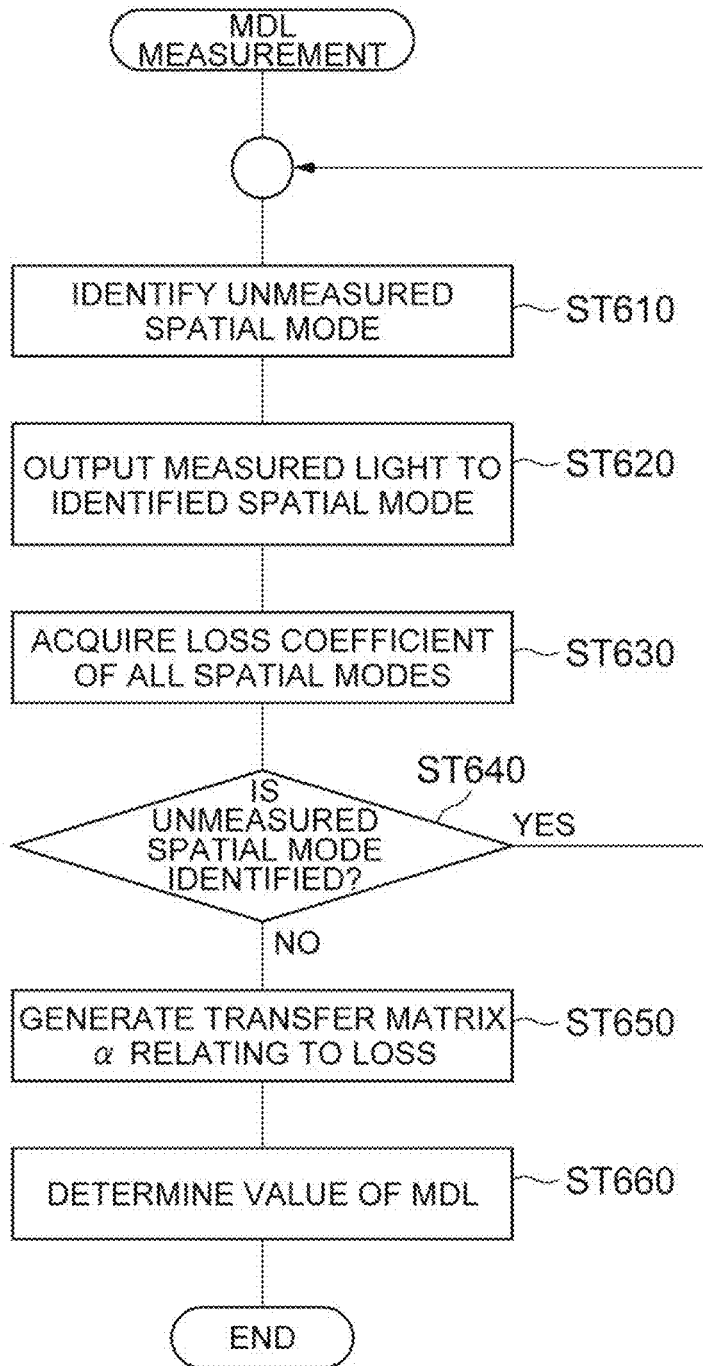 MDL
MEASUREMENT
IDENTIFY UNMEASURED
SPATIAL MODE
ST610
OUTPUT MEASURED LIGHT TO
IDENTIFIED SPATIAL MODE
ST620
ACQUIRE LOSS COEFFICIENT
OF ALL SPATIAL MODES
ST630
ST640
IS
UNMEASURED
SPATIAL MODE
IDENTIFIED?
YES
NO
GENERATE TRANSFER MATRIX
α RELATING TO LOSS
ST650
DETERMINE VALUE OF MDL
ST660
END